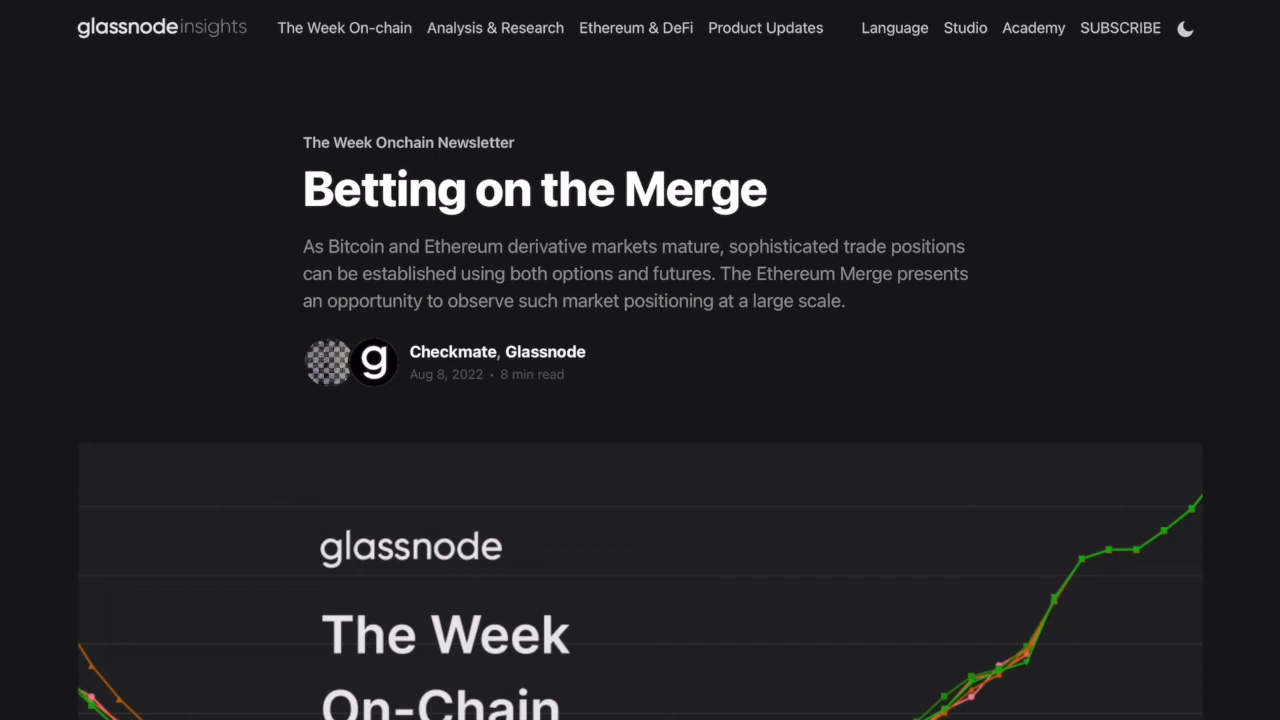 glassnode insights The Week On-chain Analysis & Research Ethereum & DeFi Product Updates Language Studio Academy SUBSCRIBE
The Week Onchain Newsletter
Betting on the Merge
As Bitcoin and Ethereum derivative markets mature, sophisticated trade positions
can be established using both options and futures. The Ethereum Merge presents
an opportunity to observe such market positioning at a large scale.
g
Checkmate, Glassnode
Aug 8, 2022 • 8 min read
glassnode
The Week
On-Chain